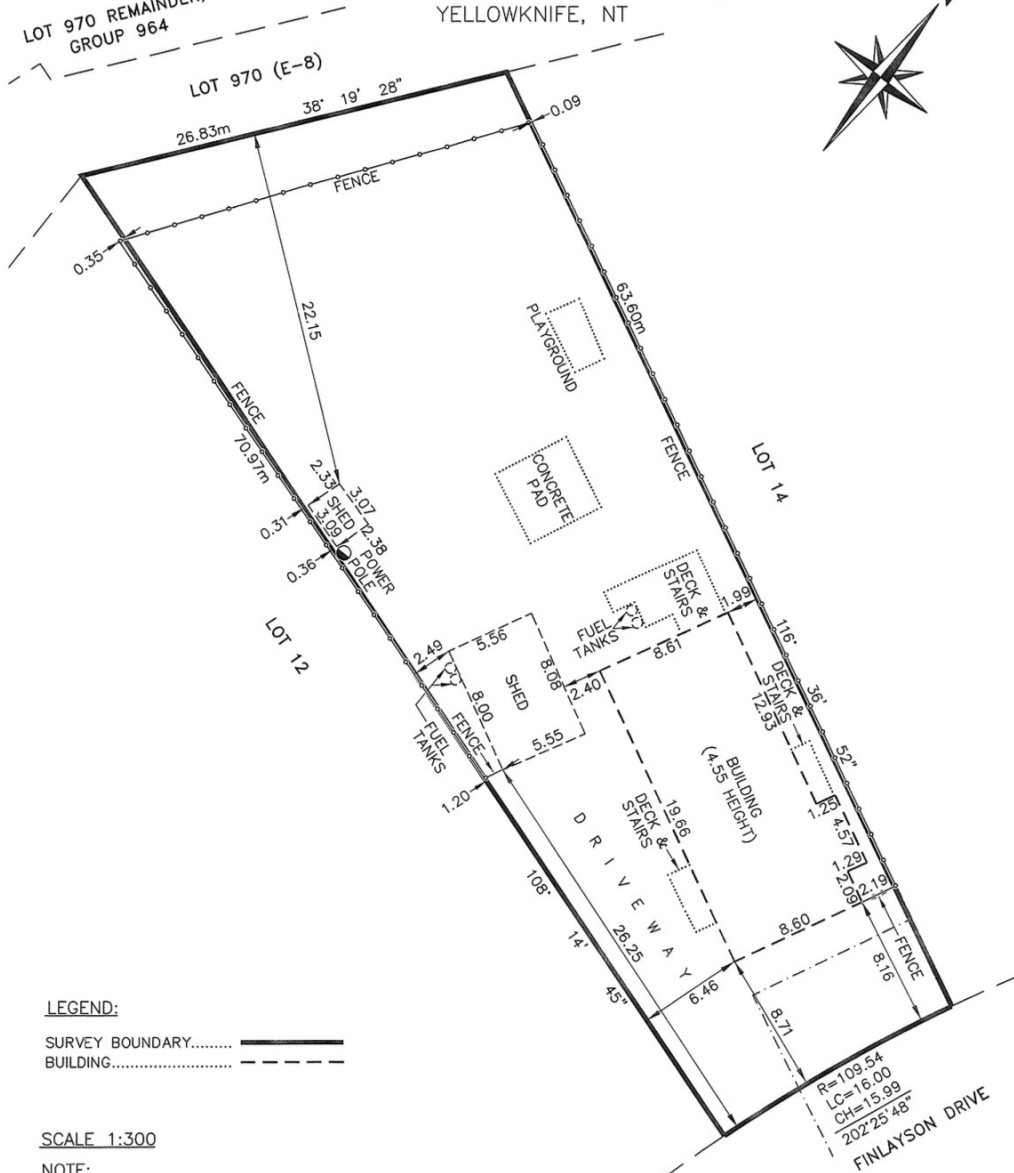 LOT 970 REMAINDER,
GROUP 964
YELLOWKNIFE, NT
LOT 970 (E-8)
26.83m
38° 19' 28"
0.09
FENCE
0.35
22.15
63.60m
PLAYGROUND
FENCE
70.97m
FENCE
LOT 14
CONCRETE
PAD
2.33
3.07
SHED
3.09
0.31
2.38
0.36
POWER
POLE
LOT 12
DECK &
STAIRS
1.99
FUEL
TANKS
8.61
116°
36'
52"
2.49
5.56
8.08
SHED
8.00
2.40
5.55
FENCE
FUEL
TANKS
1.20
DECK &
STAIRS
12.93
BUILDING
(4.55 HEIGHT)
19.66
DECK &
STAIRS
1.25
4.57
1.29
2.09
2.19
DRIVEWAY
108°
14'
45"
26.25
8.60
FENCE
8.16
6.46
8.71
R=109.54
LC=16.00
CH=15.99
202°25'48"
FINLAYSON DRIVE
LEGEND:
SURVEY BOUNDARY........
BUILDING........................
SCALE 1:300
NOTE: